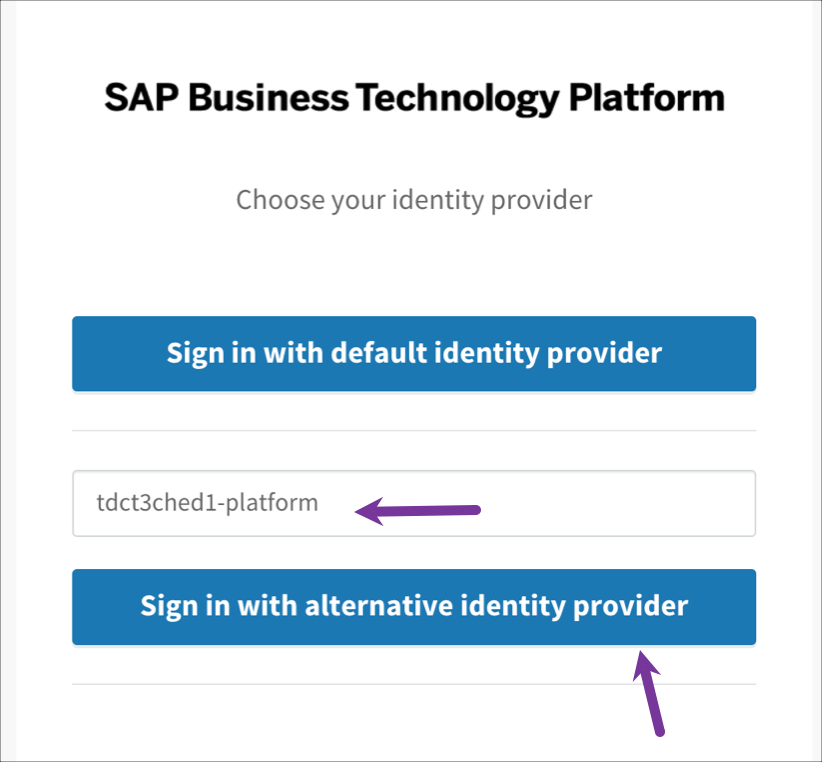 SAP Business Technology Platform
Choose your identity provider
Sign in with default identity provider
tdct3ched1-platform
Sign in with alternative identity provider